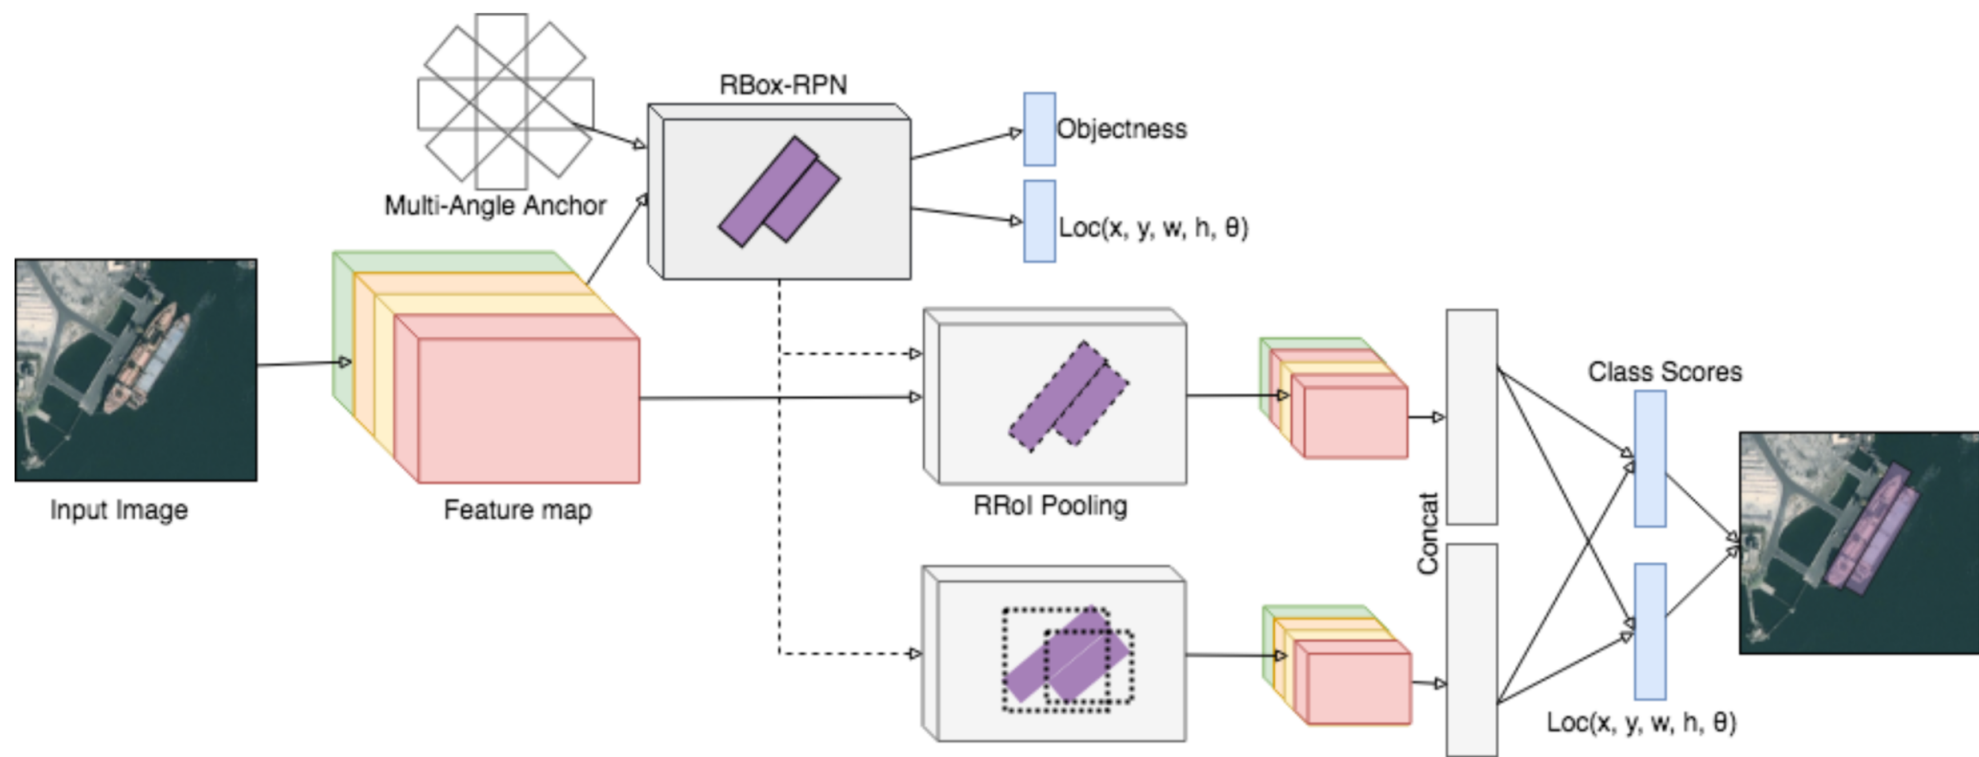 RBox-RPN
Objectness
Multi-Angle Anchor
Loc(x, y, w, h, θ)
Input Image
Feature map
RRoI Pooling
Concat
Class Scores
Loc(x, y, w, h, θ)